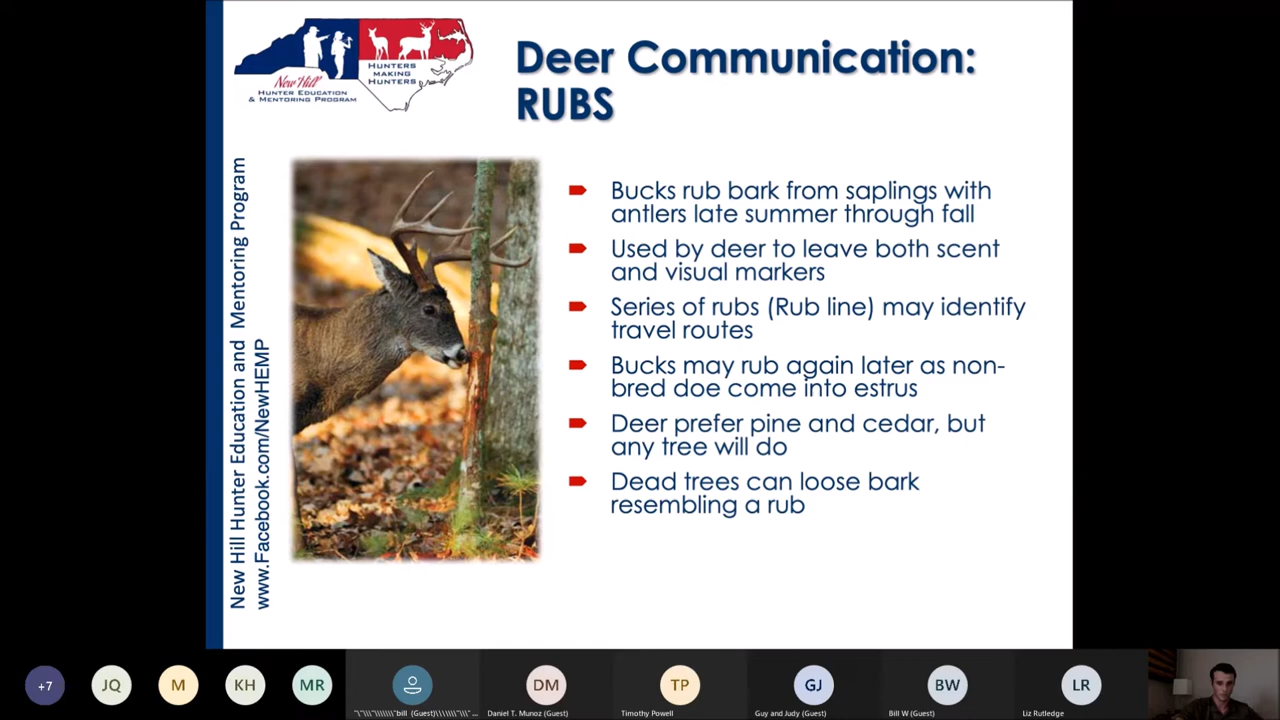 New Hill
HUNTER EDUCATION
& MENTORING PROGRAM
HUNTERS
MAKING
HUNTERS
Deer Communication:
RUBS
New Hill Hunter Education and Mentoring Program
www.Facebook.com/NewHEMP
Bucks rub bark from saplings with
antlers late summer through fall
Used by deer to leave both scent
and visual markers
Series of rubs (Rub line) may identify
travel routes
Bucks may rub again later as non-
bred doe come into estrus
Deer prefer pine and cedar, but
any tree will do
Dead trees can loose bark
resembling a rub
+7
JQ
M
KH
MR
bill (Guest)
DM
Daniel T. Munoz (Guest)
TP
Timothy Powell
GJ
Guy and Judy (Guest)
BW
Bill W (Guest)
LR
Liz Rutledge